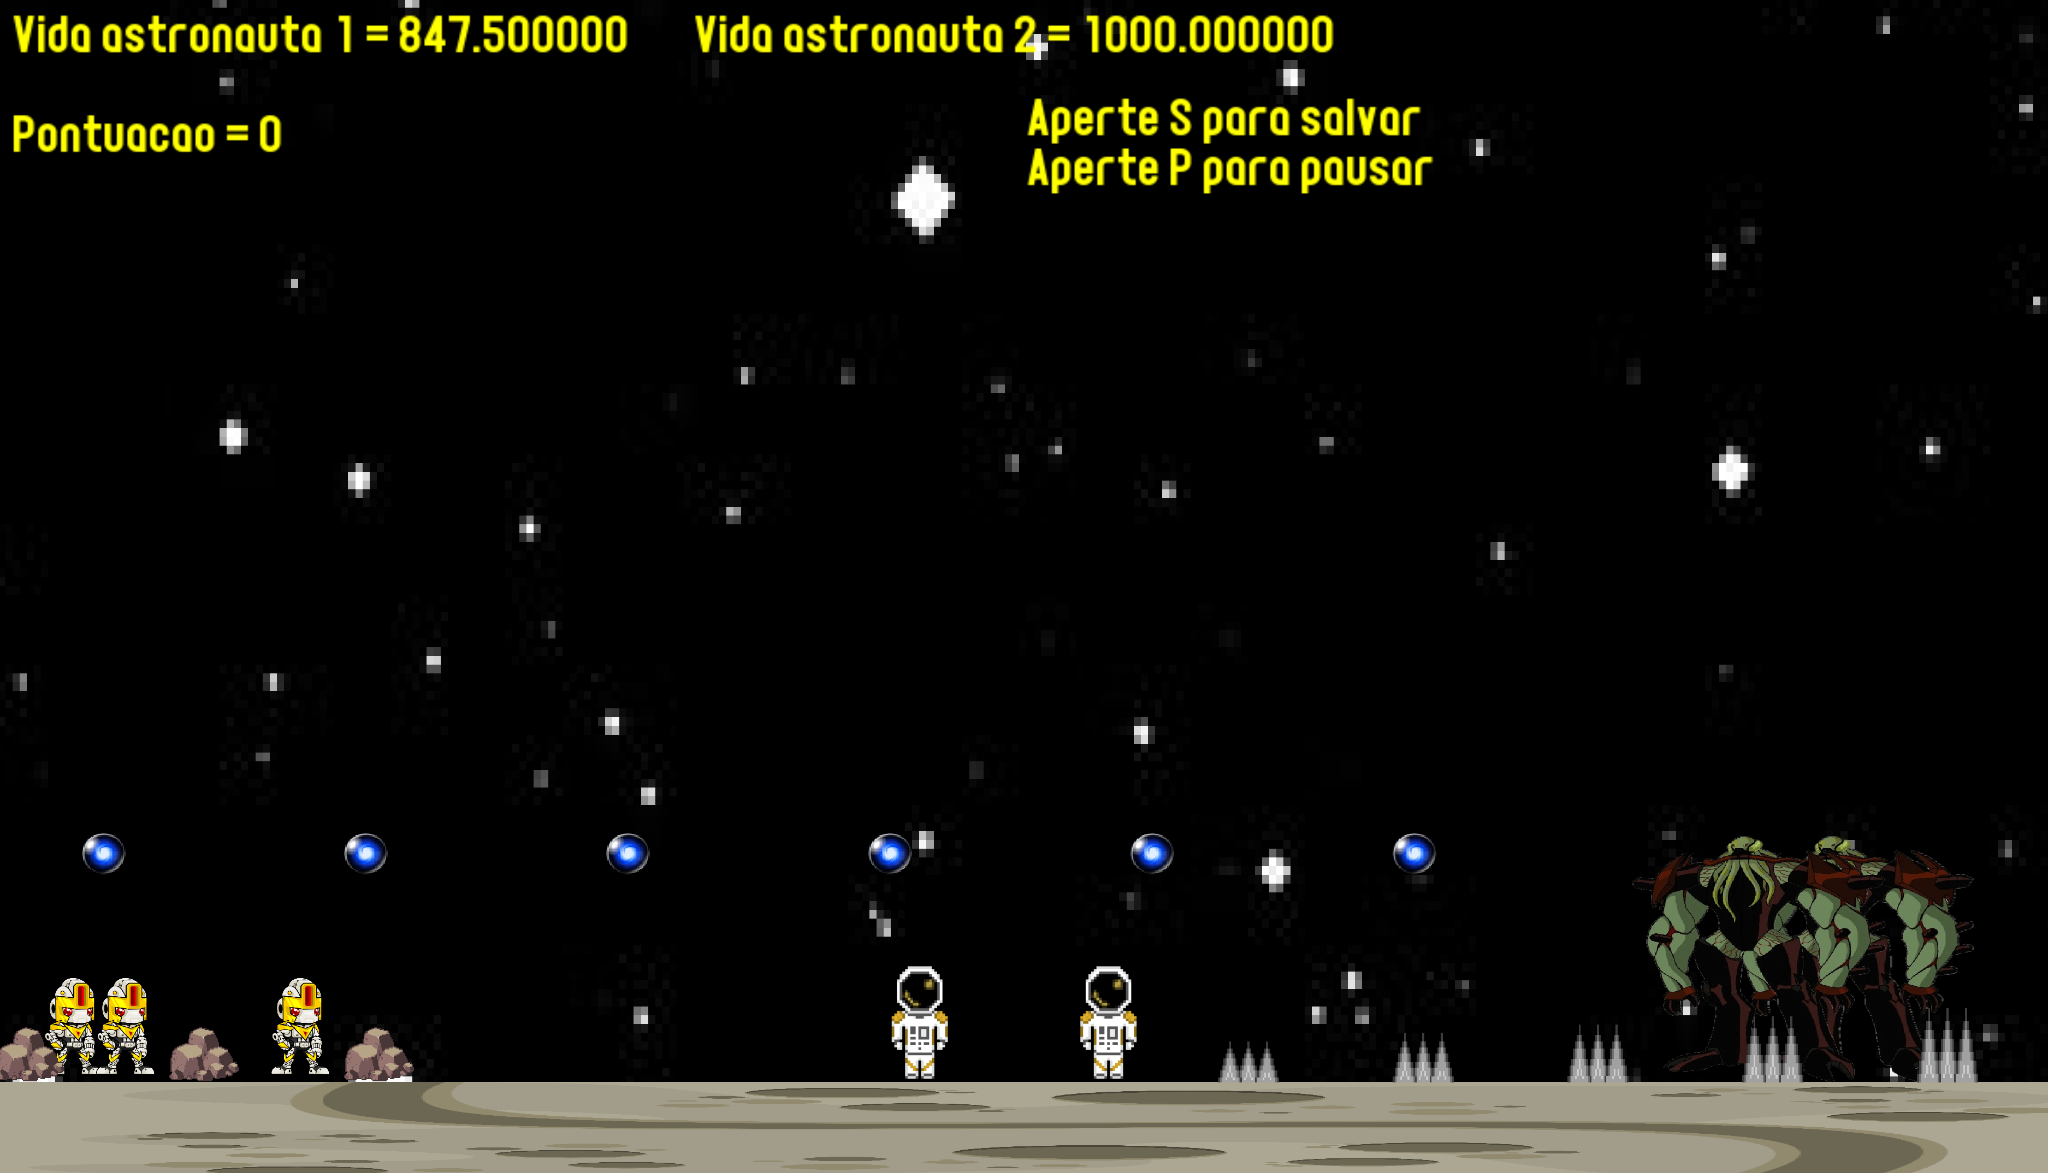 Vida astronauta 1 = 847.500000 Vida astronauta 2 = 1000.000000
Pontuacao = 0
Aperte S para salvar
Aperte P para pausar